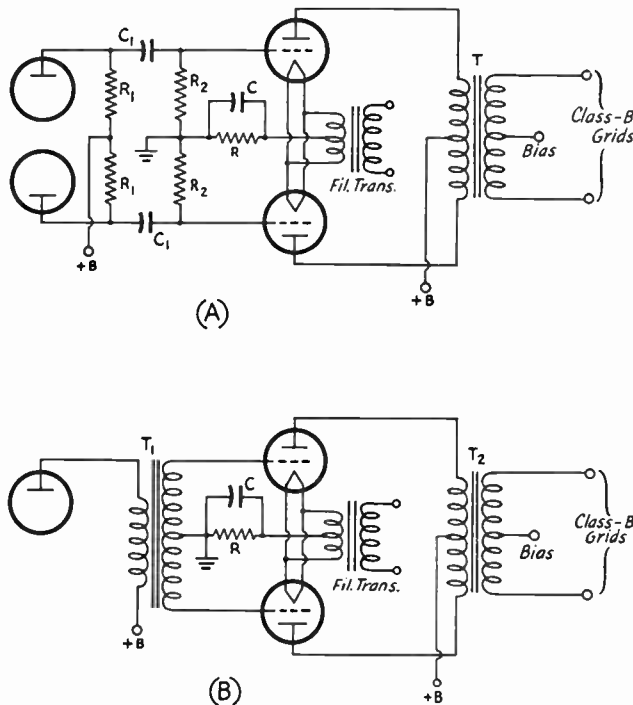 C₁
T
R₁
R₂
C
R
Class-B
Grids
Bias
Fil. Trans.
R₁
R₂
C₁
+B
+B
(A)
T₁
T₂
C
R
Class-B
Grids
Bias
Fil. Trans.
+B
+B
(B)